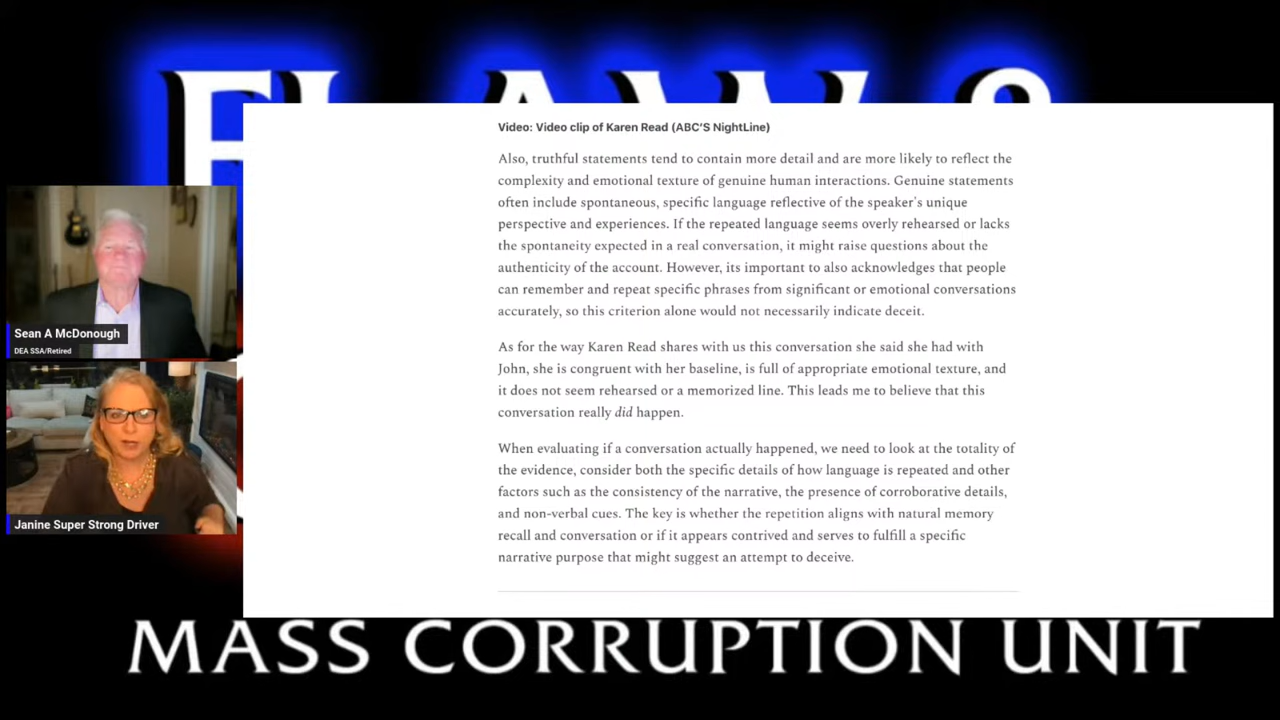 Video: Video clip of Karen Read (ABC'S NightLine)
Also, truthful statements tend to contain more detail and are more likely to reflect the
complexity and emotional texture of genuine human interactions. Genuine statements
often include spontaneous, specific language reflective of the speaker's unique
perspective and experiences. If the repeated language seems overly rehearsed or lacks
the spontaneity expected in a real conversation, it might raise questions about the
authenticity of the account. However, its important to also acknowledges that people
can remember and repeat specific phrases from significant or emotional conversations
accurately, so this criterion alone would not necessarily indicate deceit.
As for the way Karen Read shares with us this conversation she said she had with
John, she is congruent with her baseline, is full of appropriate emotional texture, and
it does not seem rehearsed or a memorized line. This leads me to believe that this
conversation really did happen.
When evaluating if a conversation actually happened, we need to look at the totality of
the evidence, consider both the specific details of how language is repeated and other
factors such as the consistency of the narrative, the presence of corroborative details,
and non-verbal cues. The key is whether the repetition aligns with natural memory
recall and conversation or if it appears contrived and serves to fulfill a specific
narrative purpose that might suggest an attempt to deceive.
Sean A McDonough
DEA SSA/Retired
Janine Super Strong Driver
MASS CORRUPTION UNIT